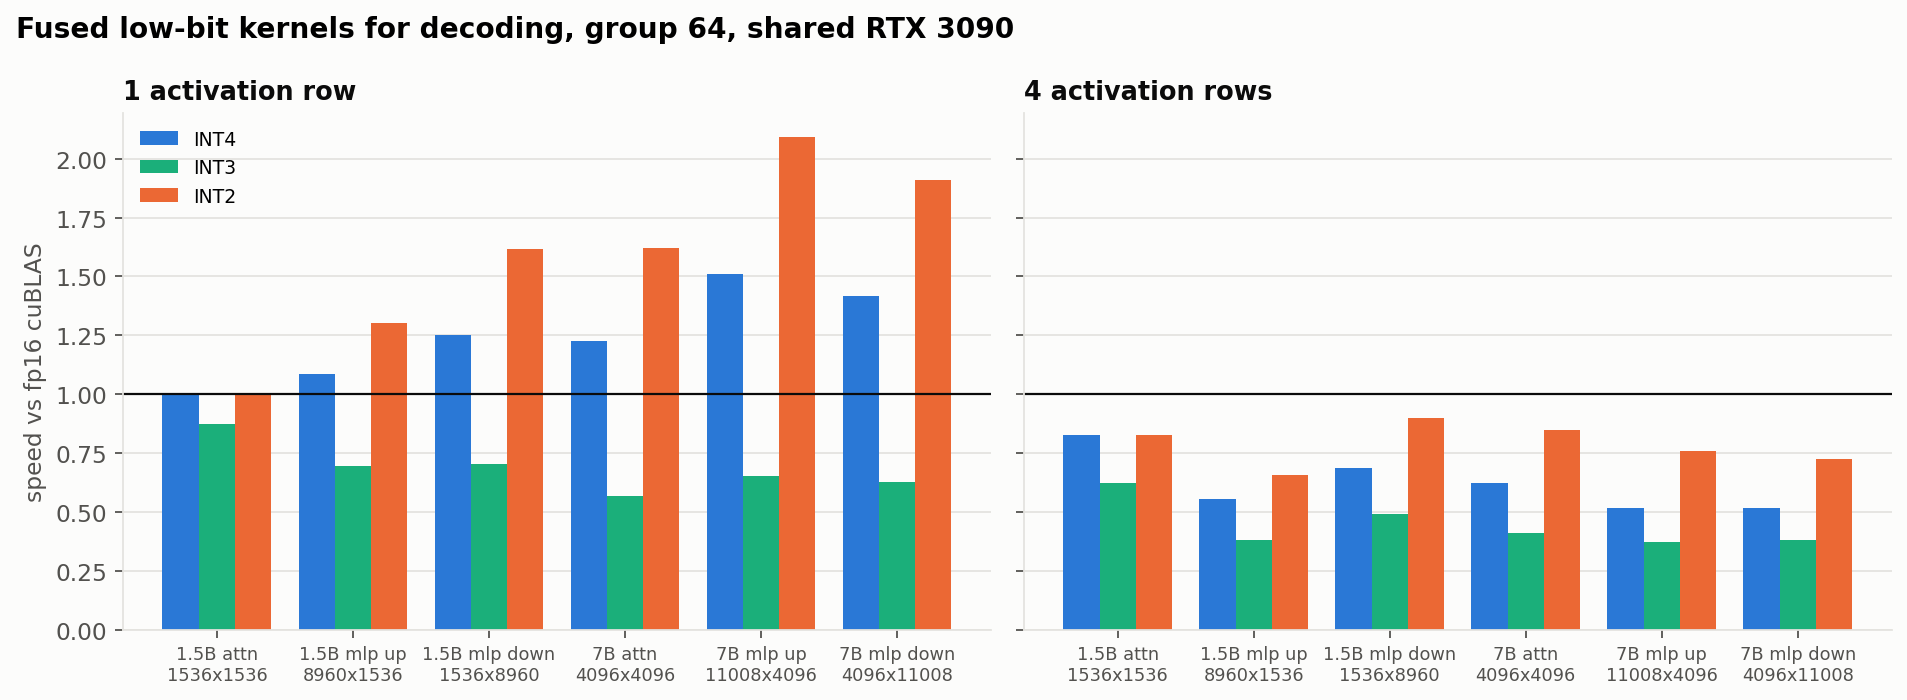 Fused low-bit kernels for decoding, group 64, shared RTX 3090
1 activation row
INT4
INT3
INT2
speed vs fp16 cuBLAS
2.00
1.75
1.50
1.25
1.00
0.75
0.50
0.25
0.00
1.5B attn
1536x1536
1.5B mlp up
8960x1536
1.5B mlp down
1536x8960
7B attn
4096x4096
7B mlp up
11008x4096
7B mlp down
4096x11008
4 activation rows
1.5B attn
1536x1536
1.5B mlp up
8960x1536
1.5B mlp down
1536x8960
7B attn
4096x4096
7B mlp up
11008x4096
7B mlp down
4096x11008